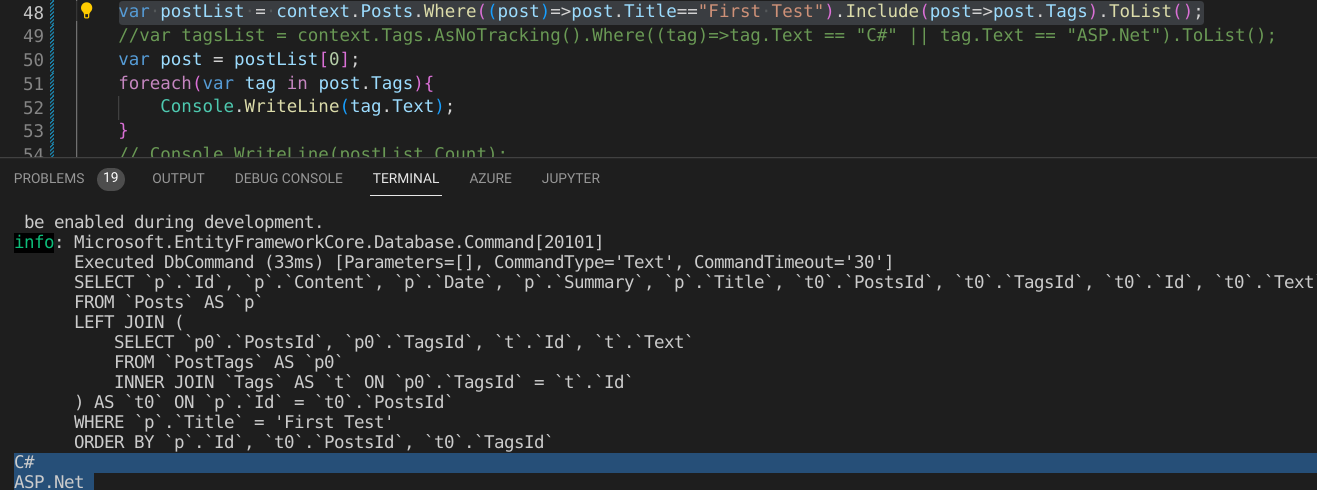 48 var postList = context.Posts.Where((post)=>post.Title=="First Test").Include(post=>post.Tags).ToList();
49 //var tagsList = context.Tags.AsNoTracking().Where((tag)=>tag.Text == "C#" || tag.Text == "ASP.Net").ToList();
50 var post = postList[0];
51 foreach(var tag in post.Tags){
52 Console.WriteLine(tag.Text);
53 }
54 // Console.WriteLine(postList.Count);
PROBLEMS 19 OUTPUT DEBUG CONSOLE TERMINAL AZURE JUPYTER
be enabled during development.
info: Microsoft.EntityFrameworkCore.Database.Command[20101]
Executed DbCommand (33ms) [Parameters=[], CommandType='Text', CommandTimeout='30']
SELECT `p`.`Id`, `p`.`Content`, `p`.`Date`, `p`.`Summary`, `p`.`Title`, `t0`.`PostsId`, `t0`.`TagsId`, `t0`.`Id`, `t0`.`Text
FROM `Posts` AS `p`
LEFT JOIN (
SELECT `p0`.`PostsId`, `p0`.`TagsId`, `t`.`Id`, `t`.`Text`
FROM `PostTags` AS `p0`
INNER JOIN `Tags` AS `t` ON `p0`.`TagsId` = `t`.`Id`
) AS `t0` ON `p`.`Id` = `t0`.`PostsId`
WHERE `p`.`Title` = 'First Test'
ORDER BY `p`.`Id`, `t0`.`PostsId`, `t0`.`TagsId`
C#
ASP.Net